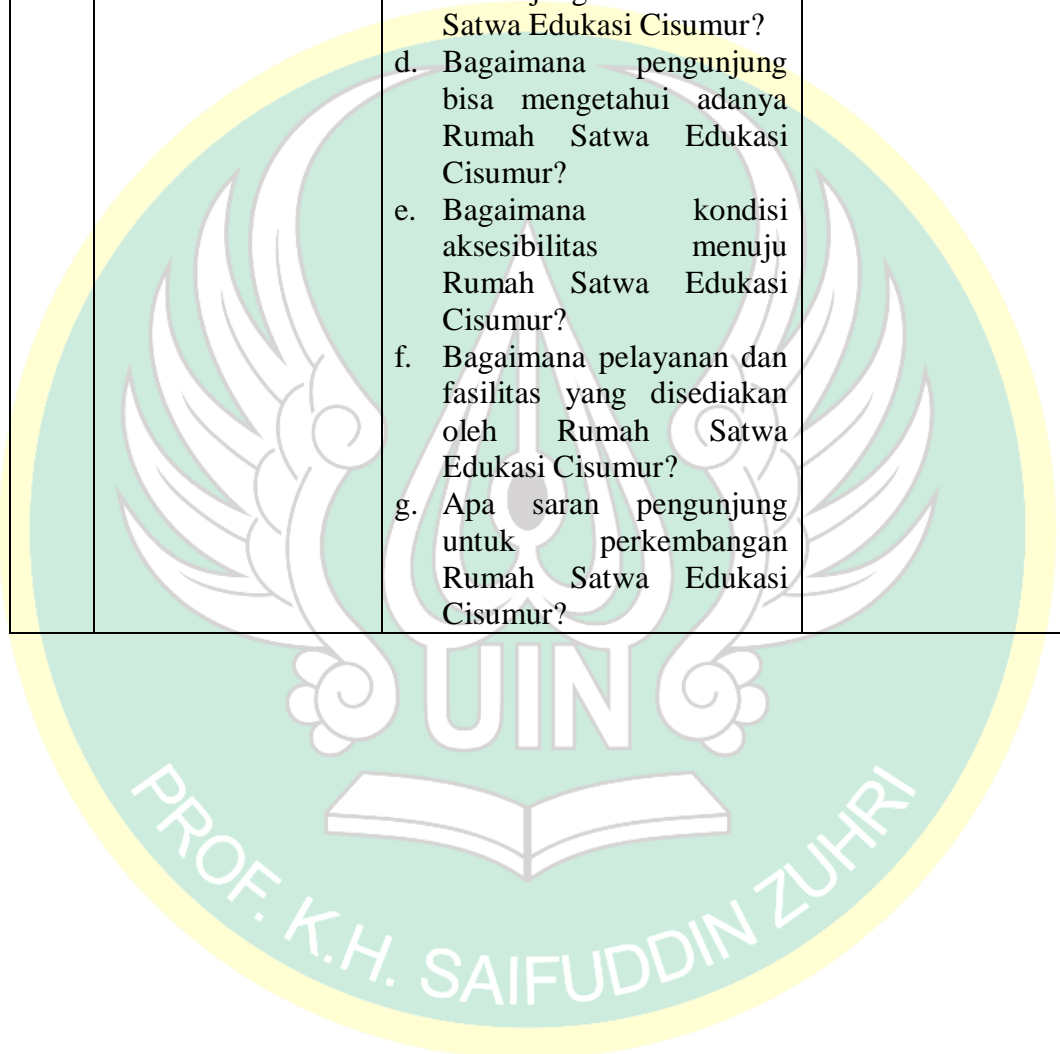 Satwa Edukasi Cisumur?
d. Bagaimana pengunjung
bisa mengetahui adanya
Rumah Satwa Edukasi
Cisumur?
e. Bagaimana kondisi
aksesibilitas menuju
Rumah Satwa Edukasi
Cisumur?
f. Bagaimana pelayanan dan
fasilitas yang disediakan
oleh Rumah Satwa
Edukasi Cisumur?
g. Apa saran pengunjung
untuk perkembangan
Rumah Satwa Edukasi
Cisumur?
UIN
PROF. K.H. SAIFUDDIN ZUHRI